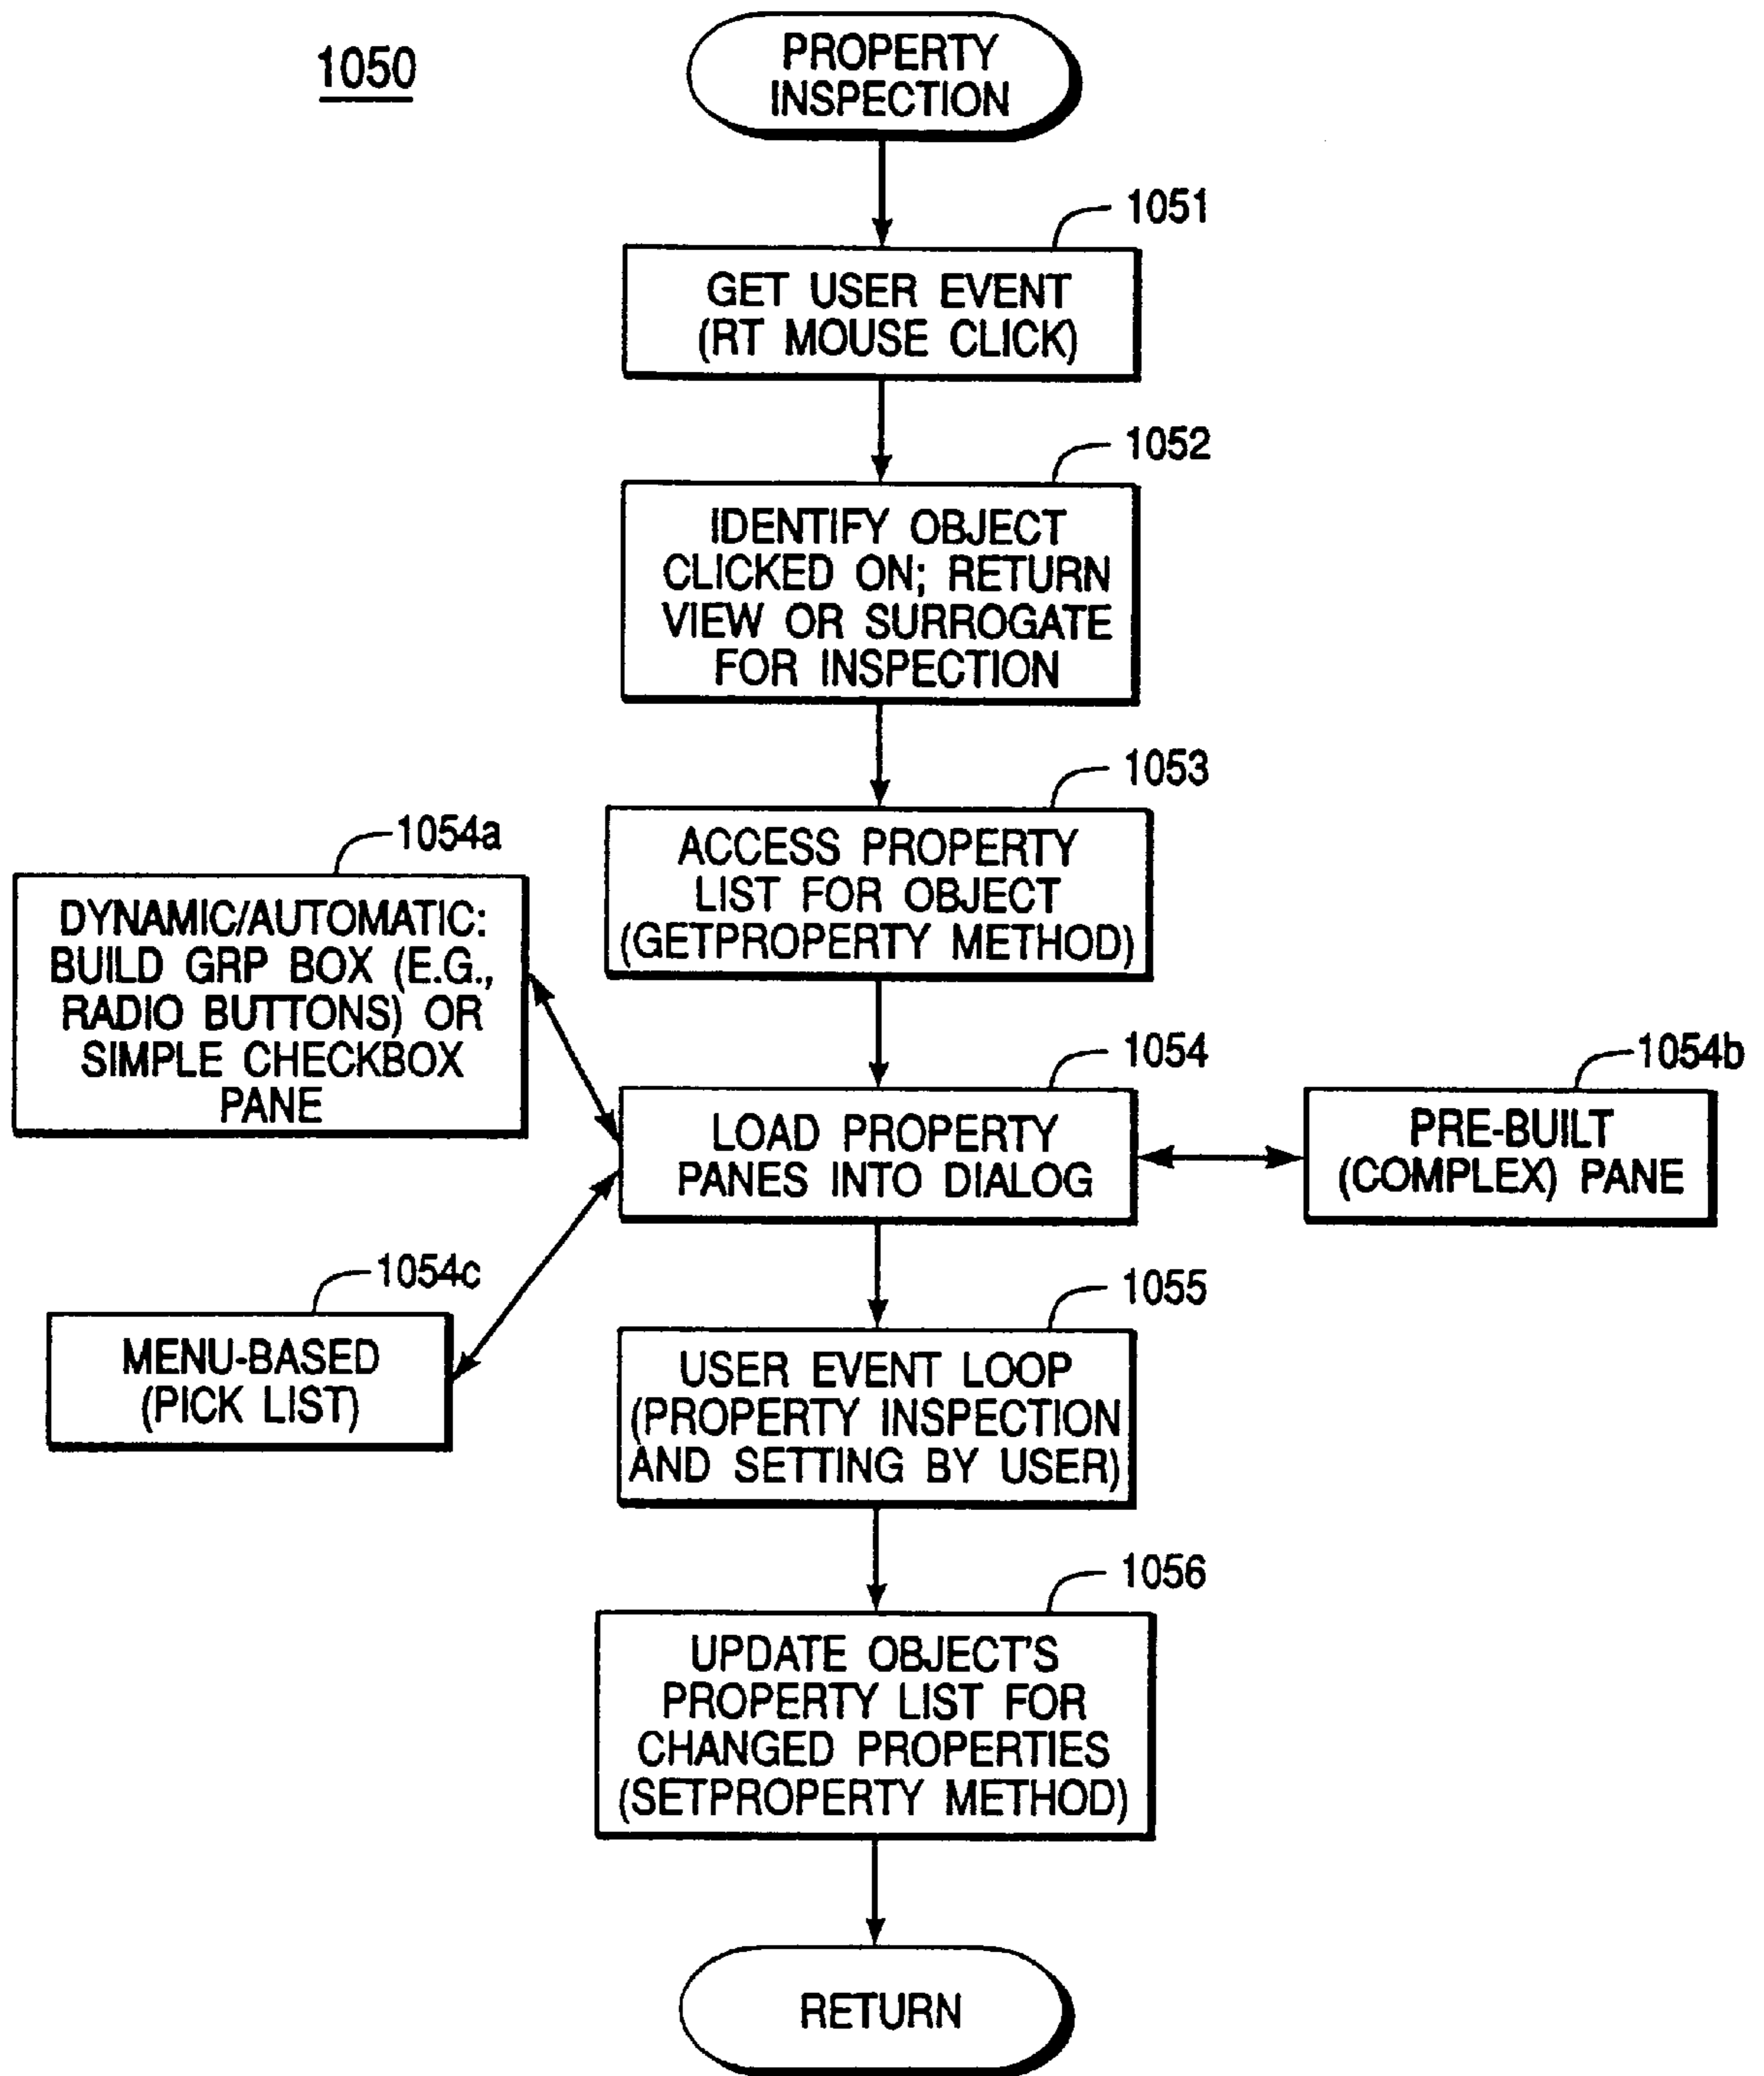 1050
PROPERTY
INSPECTION
1051
GET USER EVENT
(RT MOUSE CLICK)
1052
IDENTIFY OBJECT
CLICKED ON; RETURN
VIEW OR SURROGATE
FOR INSPECTION
1053
ACCESS PROPERTY
LIST FOR OBJECT
(GETPROPERTY METHOD)
1054a
DYNAMIC/AUTOMATIC:
BUILD GRP BOX (E.G.,
RADIO BUTTONS) OR
SIMPLE CHECKBOX
PANE
1054
LOAD PROPERTY
PANES INTO DIALOG
1054b
PRE-BUILT
(COMPLEX) PANE
1054c
MENU-BASED
(PICK LIST)
1055
USER EVENT LOOP
(PROPERTY INSPECTION
AND SETTING BY USER)
1056
UPDATE OBJECT'S
PROPERTY LIST FOR
CHANGED PROPERTIES
(SETPROPERTY METHOD)
RETURN